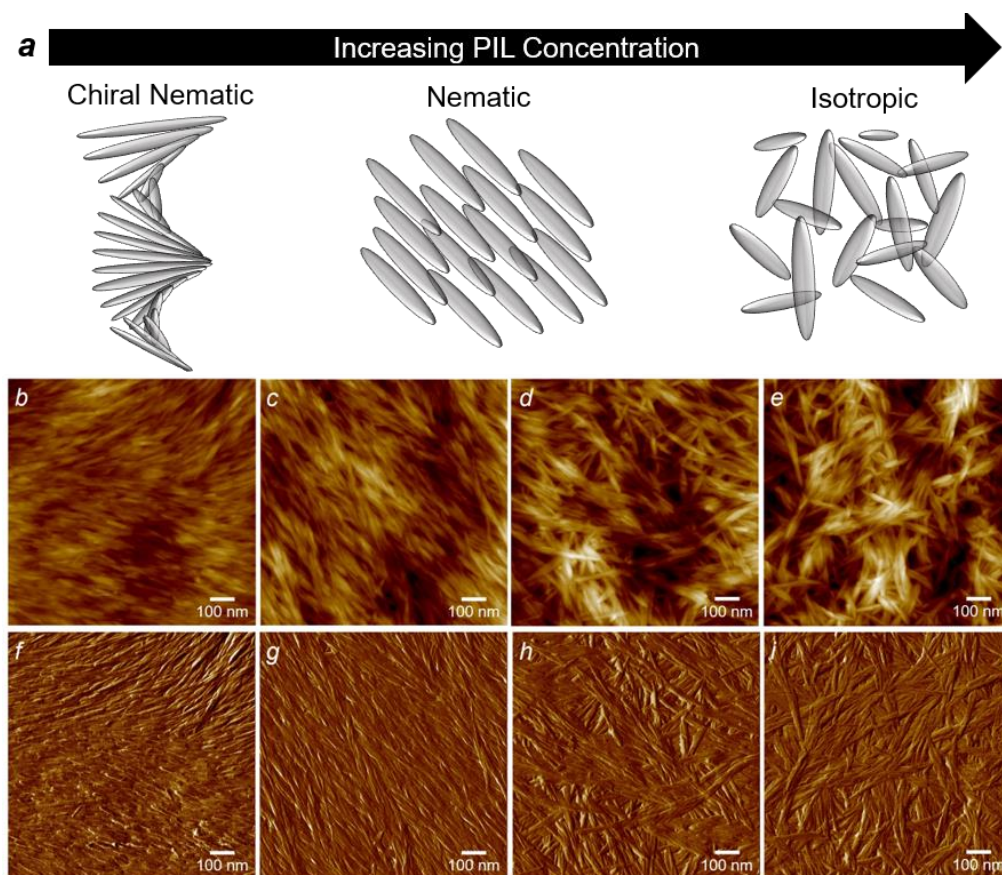 a
Increasing PIL Concentration
Chiral Nematic
Nematic
Isotropic
b
c
d
e
100 nm
100 nm
100 nm
100 nm
f
g
h
i
100 nm
100 nm
100 nm
100 nm